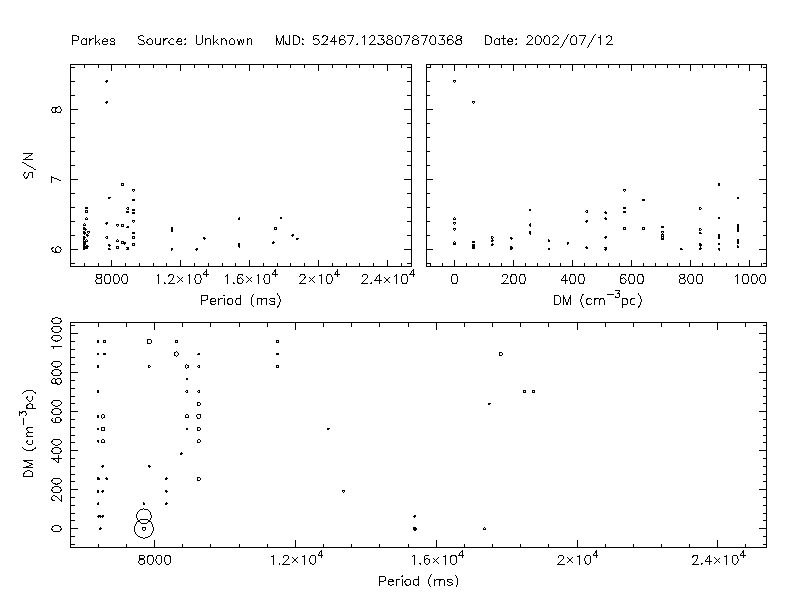 Parkes Source: Unknown MJD: 52467.123807870368 Date: 2002/07/12
S/N
8
7
6
8000 1.2×10⁴ 1.6×10⁴ 2×10⁴ 2.4×10⁴
Period (ms)
0 200 400 600 800 1000
DM (cm⁻³pc)
DM (cm⁻³pc)
1000
800
600
400
200
0
8000 1.2×10⁴ 1.6×10⁴ 2×10⁴ 2.4×10⁴
Period (ms)